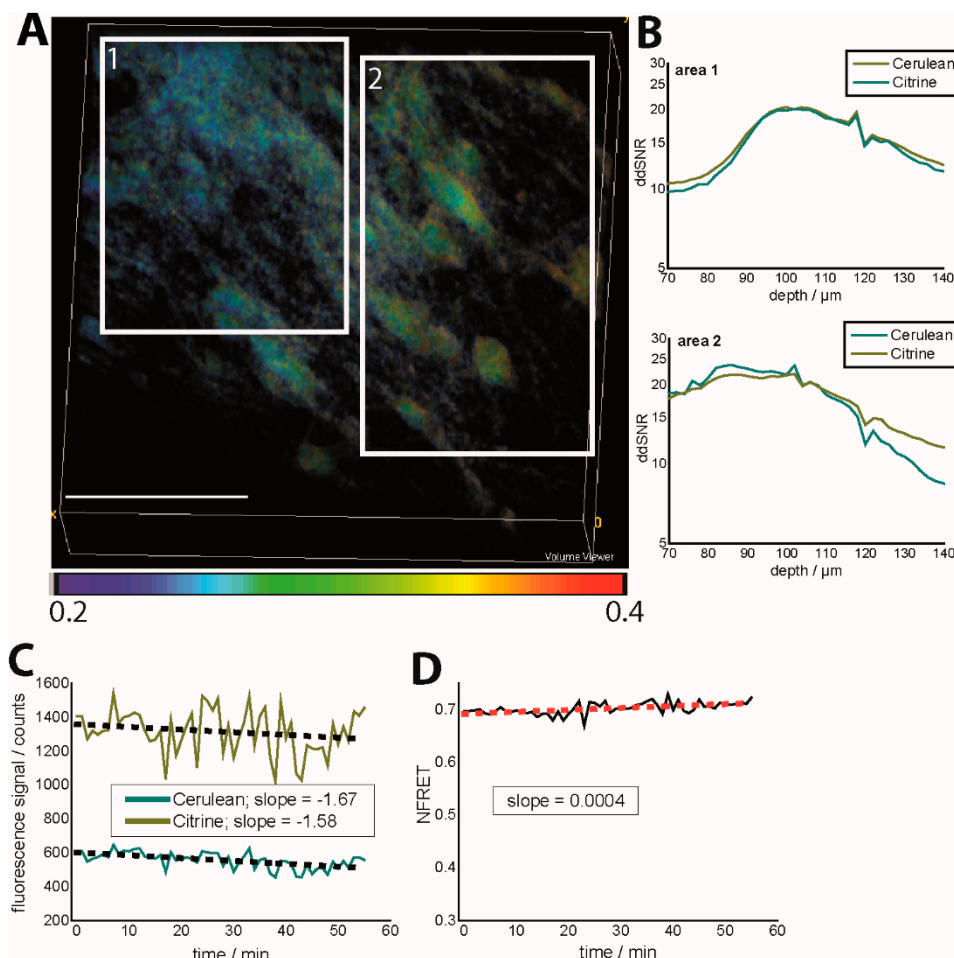 A
1
2
x
0
Volume Viewer
0.2
0.4
B
area 1
Cerulean
Citrine
30
25
20
15
10
5
ddSNR
70 80 90 100 110 120 130 140
depth / µm
area 2
Cerulean
Citrine
30
25
20
15
10
5
ddSNR
70 80 90 100 110 120 130 140
depth / µm
C
1600
1400
1200
1000
800
600
400
200
fluorescence signal / counts
Cerulean; slope = -1.67
Citrine; slope = -1.58
0 10 20 30 40 50 60
time / min
D
0.7
0.6
0.5
0.4
0.3
NFRET
slope = 0.0004
0 10 20 30 40 50 60
time / min